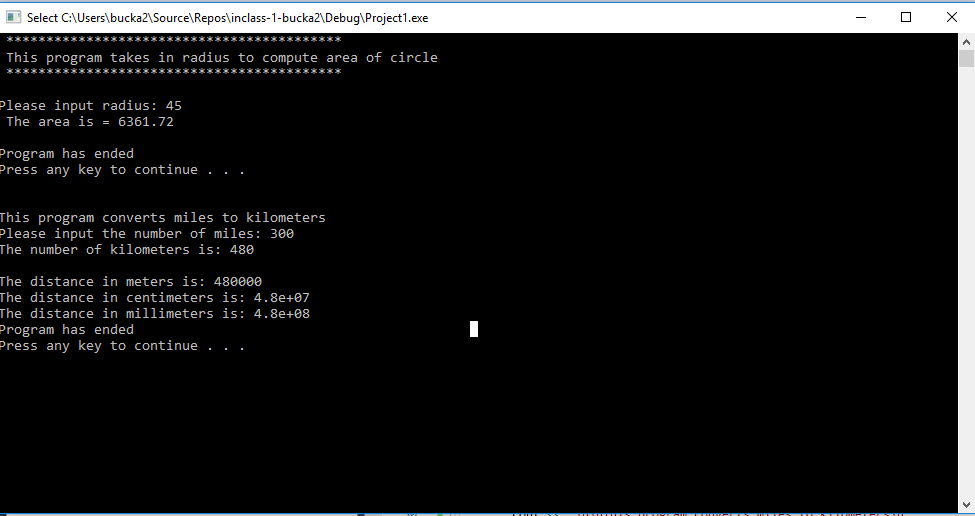 Select C:\Users\bucka2\Source\Repos\inclass-1-bucka2\Debug\Project1.exe
******************************************
This program takes in radius to compute area of circle
******************************************
Please input radius: 45
The area is = 6361.72
Program has ended
Press any key to continue . . .
This program converts miles to kilometers
Please input the number of miles: 300
The number of kilometers is: 480
The distance in meters is: 480000
The distance in centimeters is: 4.8e+07
The distance in millimeters is: 4.8e+08
Program has ended
Press any key to continue . . .